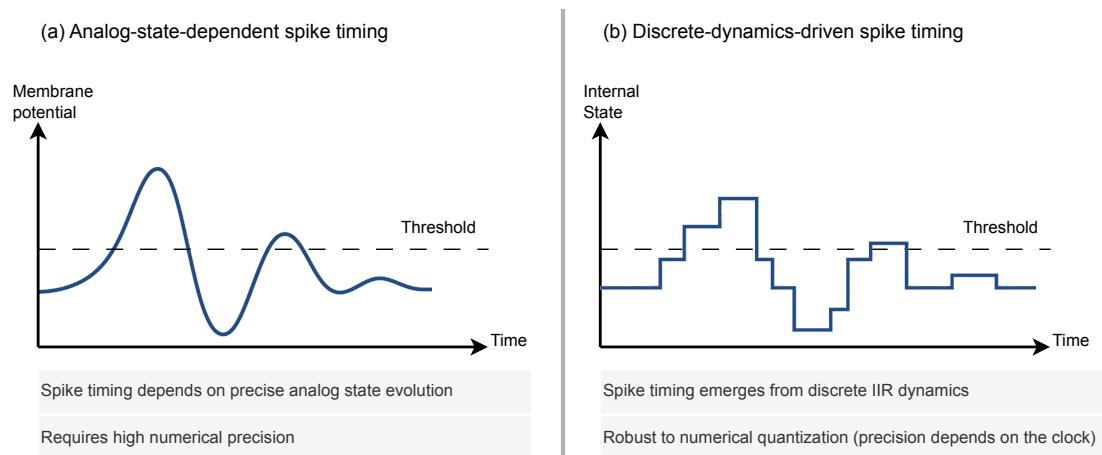 (a) Analog-state-dependent spike timing
Membrane
potential
Threshold
Time
Spike timing depends on precise analog state evolution
Requires high numerical precision
(b) Discrete-dynamics-driven spike timing
Internal
State
Threshold
Time
Spike timing emerges from discrete IIR dynamics
Robust to numerical quantization (precision depends on the clock)